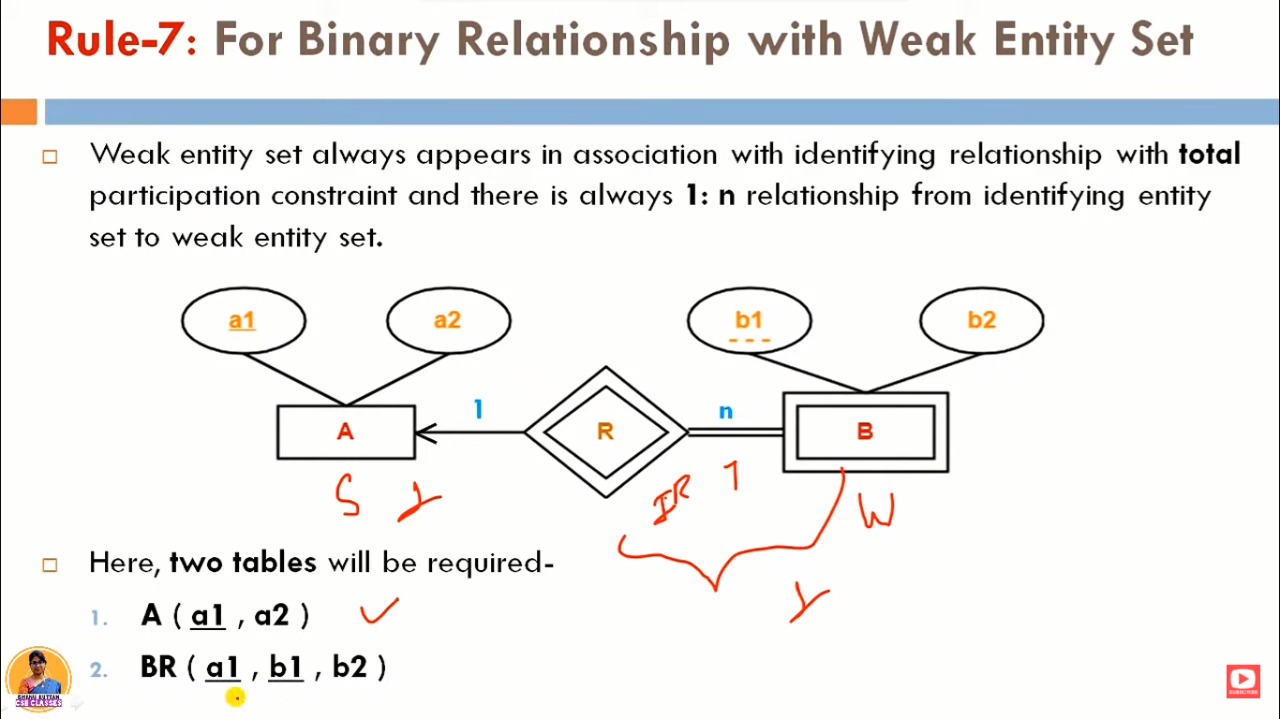 Rule-7: For Binary Relationship with Weak Entity Set
Weak entity set always appears in association with identifying relationship with total
participation constraint and there is always 1: n relationship from identifying entity
set to weak entity set.
a1
a2
b1
b2
A
1
R
n
B
S
IR
T
W
Here, two tables will be required-
1. A ( a1 , a2 )
2. BR ( a1 , b1 , b2 )
CSE CLASSES
SUBSCRIBE